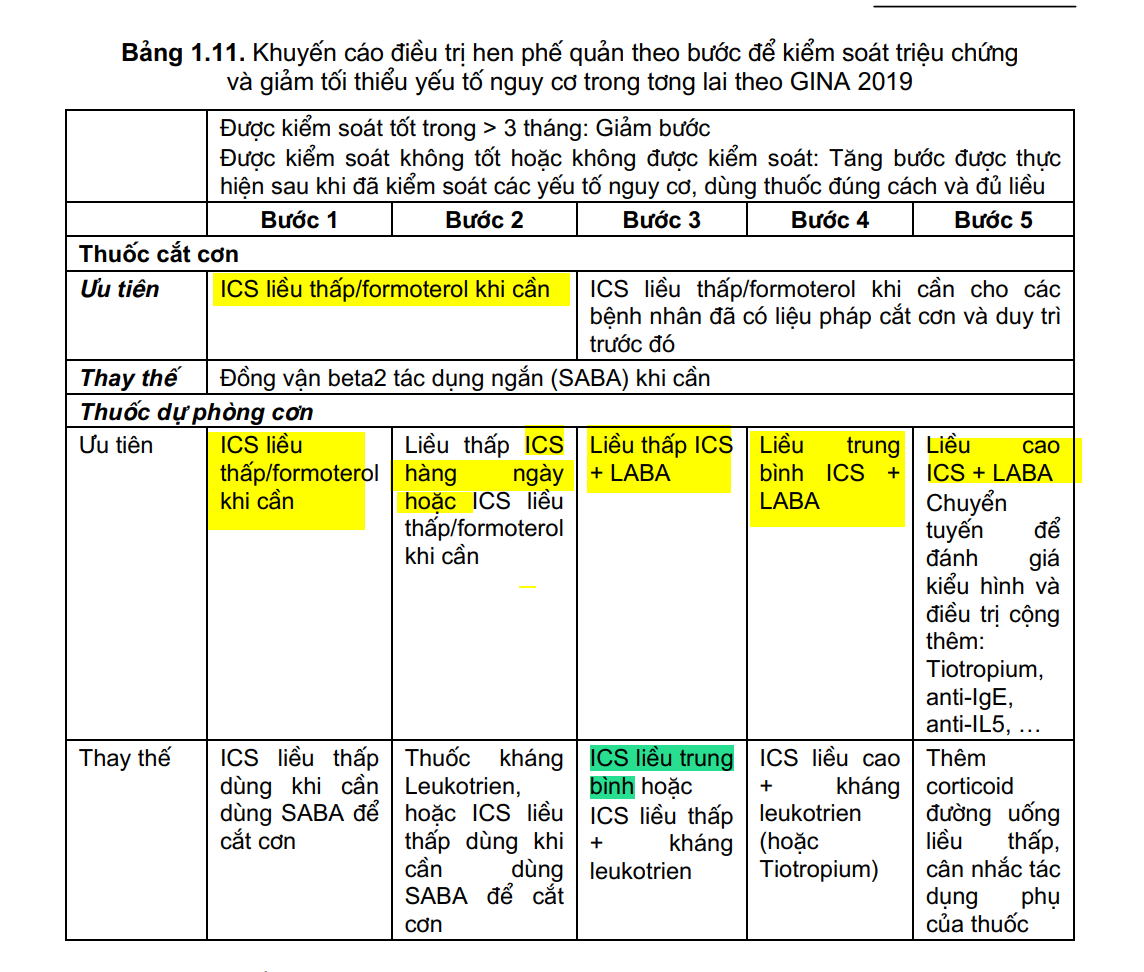 Bảng 1.11. Khuyến cáo điều trị hen phế quản theo bước để kiểm soát triệu chứng
và giảm tối thiểu yếu tố nguy cơ trong tơng lai theo GINA 2019
Được kiểm soát tốt trong > 3 tháng: Giảm bước
Được kiểm soát không tốt hoặc không được kiểm soát: Tăng bước được thực
hiện sau khi đã kiểm soát các yếu tố nguy cơ, dùng thuốc đúng cách và đủ liều
Bước 1 Bước 2 Bước 3 Bước 4 Bước 5
Thuốc cắt cơn
Ưu tiên
ICS liều thấp/formoterol khi cần
ICS liều thấp/formoterol khi cần cho các
bệnh nhân đã có liệu pháp cắt cơn và duy trì
trước đó
Thay thế
Đồng vận beta2 tác dụng ngắn (SABA) khi cần
Thuốc dự phòng cơn
Ưu tiên
ICS liều
thấp/formoterol
khi cần
Liều thấp ICS
hàng ngày
hoặc ICS liều
thấp/formoterol
khi cần
Liều thấp ICS
+ LABA
Liều trung
bình ICS +
LABA
Liều cao
ICS + LABA
Chuyển
tuyến để
đánh giá
kiểu hình và
điều trị cộng
thêm:
Tiotropium,
anti-IgE,
anti-IL5, …
Thay thế
ICS liều thấp
dùng khi cần
dùng SABA để
cắt cơn
Thuốc kháng
Leukotrien,
hoặc ICS liều
thấp dùng khi
cần dùng
SABA để cắt
cơn
ICS liều trung
bình hoặc
ICS liều thấp
+ kháng
leukotrien
ICS liều cao
+ kháng
leukotrien
(hoặc
Tiotropium)
Thêm
corticoid
đường uống
liều thấp,
cân nhắc tác
dụng phụ
của thuốc